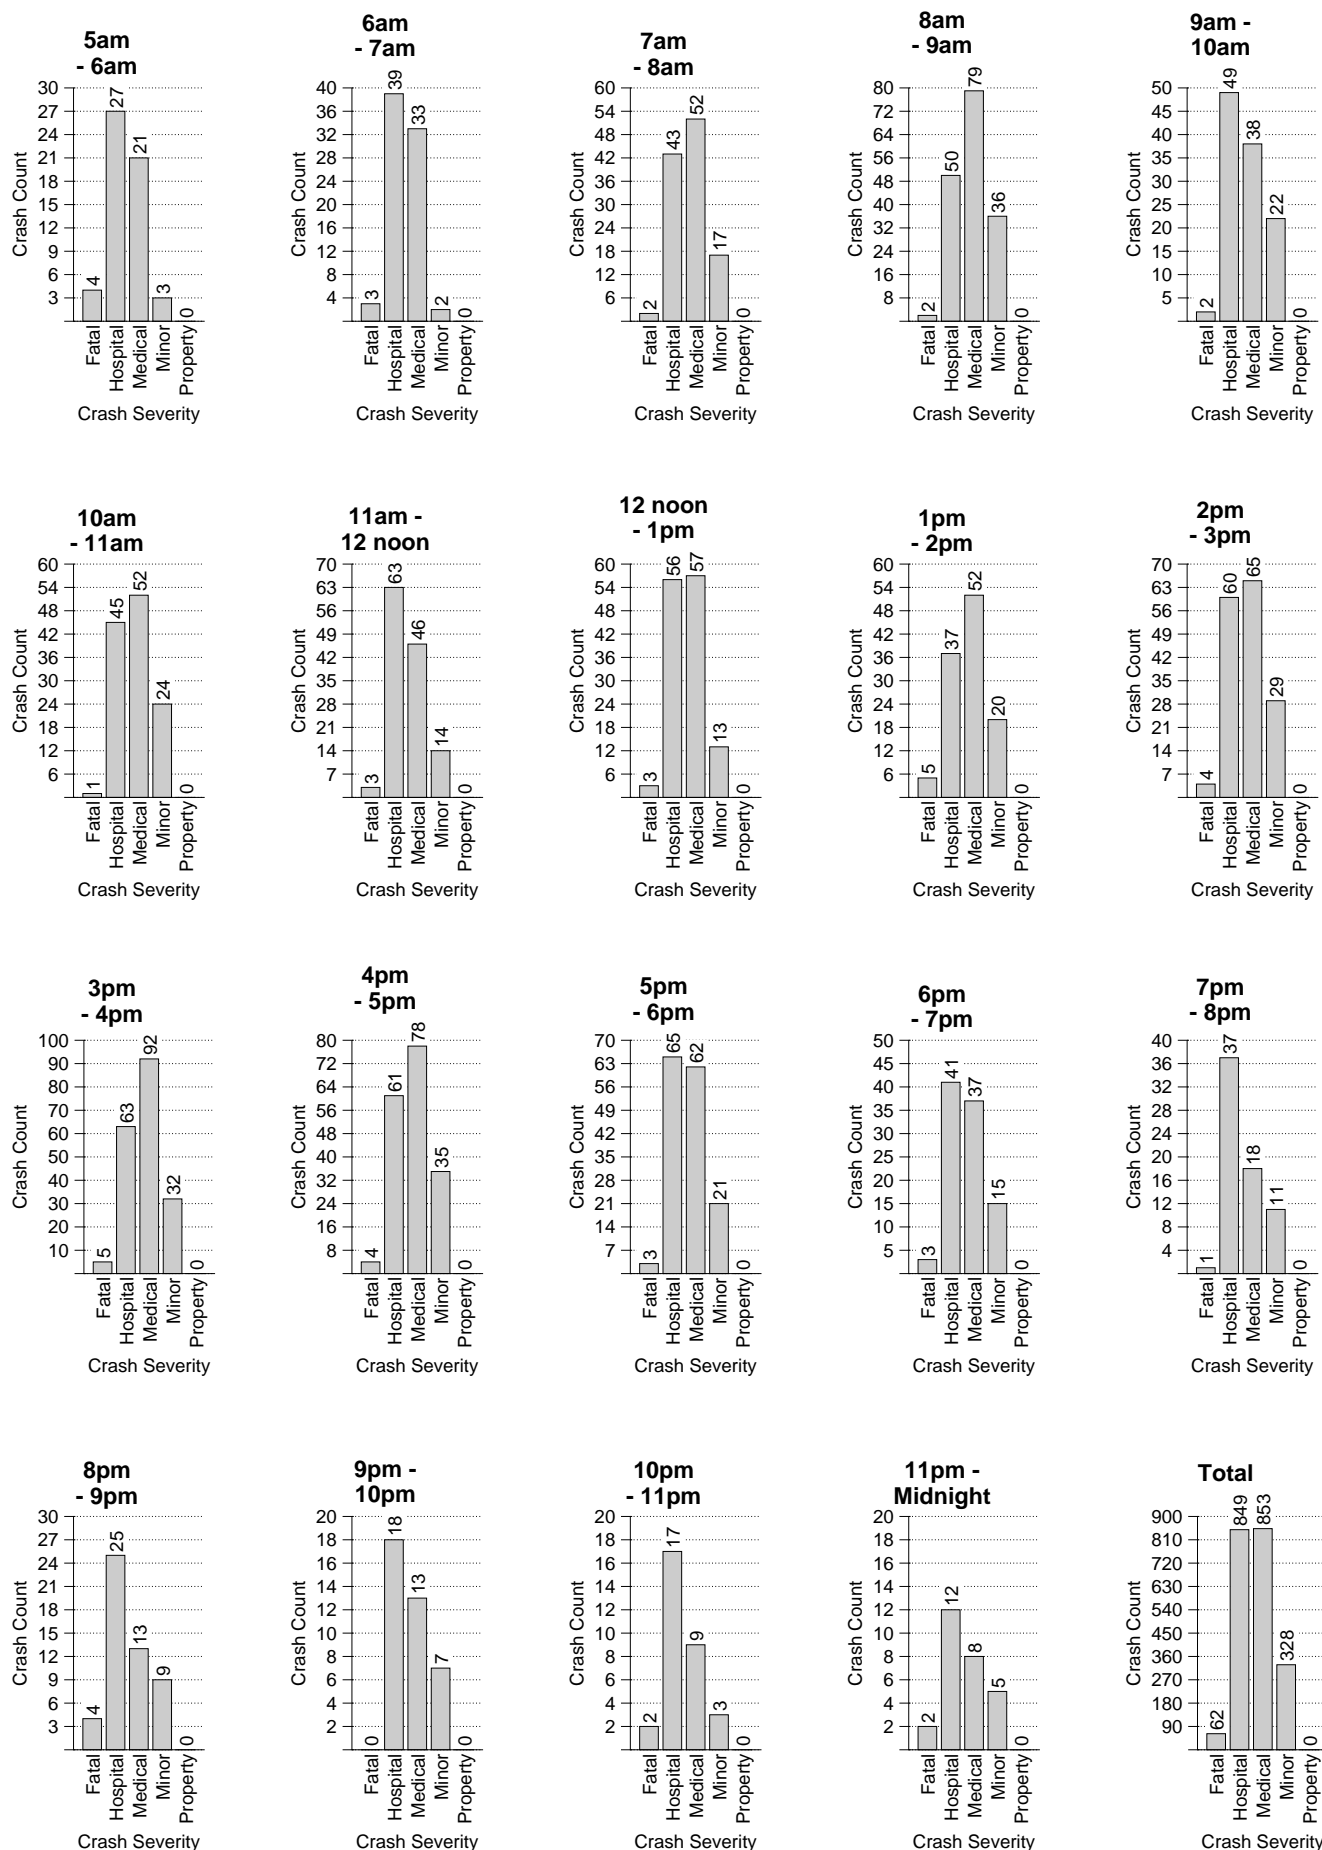 5am
- 6am
30
27
24
21
18
15
12
9
6
3
Crash Count
4
27
21
3
0
Fatal
Hospital
Medical
Minor
Property
Crash Severity
6am
- 7am
40
36
32
28
24
20
16
12
8
4
Crash Count
3
39
33
2
0
Fatal
Hospital
Medical
Minor
Property
Crash Severity
7am
- 8am
60
54
48
42
36
30
24
18
12
6
Crash Count
2
43
52
17
0
Fatal
Hospital
Medical
Minor
Property
Crash Severity
8am
- 9am
80
72
64
56
48
40
32
24
16
8
Crash Count
2
50
79
36
0
Fatal
Hospital
Medical
Minor
Property
Crash Severity
9am -
10am
50
45
40
35
30
25
20
15
10
5
Crash Count
2
49
38
22
0
Fatal
Hospital
Medical
Minor
Property
Crash Severity
10am
- 11am
60
54
48
42
36
30
24
18
12
6
Crash Count
1
45
52
24
0
Fatal
Hospital
Medical
Minor
Property
Crash Severity
11am -
12 noon
70
63
56
49
42
35
28
21
14
7
Crash Count
3
63
46
14
0
Fatal
Hospital
Medical
Minor
Property
Crash Severity
12 noon
- 1pm
60
54
48
42
36
30
24
18
12
6
Crash Count
3
56
57
13
0
Fatal
Hospital
Medical
Minor
Property
Crash Severity
1pm
- 2pm
60
54
48
42
36
30
24
18
12
6
Crash Count
5
37
52
20
0
Fatal
Hospital
Medical
Minor
Property
Crash Severity
2pm
- 3pm
70
63
56
49
42
35
28
21
14
7
Crash Count
4
60
65
29
0
Fatal
Hospital
Medical
Minor
Property
Crash Severity
3pm
- 4pm
100
90
80
70
60
50
40
30
20
10
Crash Count
5
63
92
32
0
Fatal
Hospital
Medical
Minor
Property
Crash Severity
4pm
- 5pm
80
72
64
56
48
40
32
24
16
8
Crash Count
4
61
78
35
0
Fatal
Hospital
Medical
Minor
Property
Crash Severity
5pm
- 6pm
70
63
56
49
42
35
28
21
14
7
Crash Count
3
65
62
21
0
Fatal
Hospital
Medical
Minor
Property
Crash Severity
6pm
- 7pm
50
45
40
35
30
25
20
15
10
5
Crash Count
3
41
37
15
0
Fatal
Hospital
Medical
Minor
Property
Crash Severity
7pm
- 8pm
40
36
32
28
24
20
16
12
8
4
Crash Count
1
37
18
11
0
Fatal
Hospital
Medical
Minor
Property
Crash Severity
8pm
- 9pm
30
27
24
21
18
15
12
9
6
3
Crash Count
4
25
13
9
0
Fatal
Hospital
Medical
Minor
Property
Crash Severity
9pm -
10pm
20
18
16
14
12
10
8
6
4
2
Crash Count
0
18
13
7
0
Fatal
Hospital
Medical
Minor
Property
Crash Severity
10pm
- 11pm
20
18
16
14
12
10
8
6
4
2
Crash Count
2
17
9
3
0
Fatal
Hospital
Medical
Minor
Property
Crash Severity
11pm -
Midnight
20
18
16
14
12
10
8
6
4
2
Crash Count
2
12
8
5
0
Fatal
Hospital
Medical
Minor
Property
Crash Severity
Total
900
810
720
630
540
450
360
270
180
90
Crash Count
62
849
853
328
0
Fatal
Hospital
Medical
Minor
Property
Crash Severity